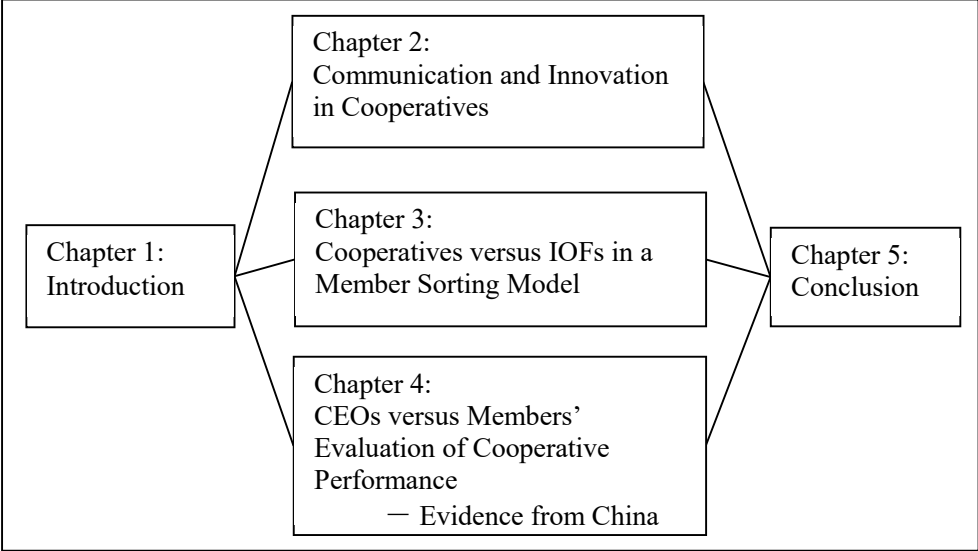 Chapter 1:
Introduction
Chapter 2:
Communication and Innovation
in Cooperatives
Chapter 3:
Cooperatives versus IOFs in a
Member Sorting Model
Chapter 4:
CEOs versus Members’
Evaluation of Cooperative
Performance
— Evidence from China
Chapter 5:
Conclusion